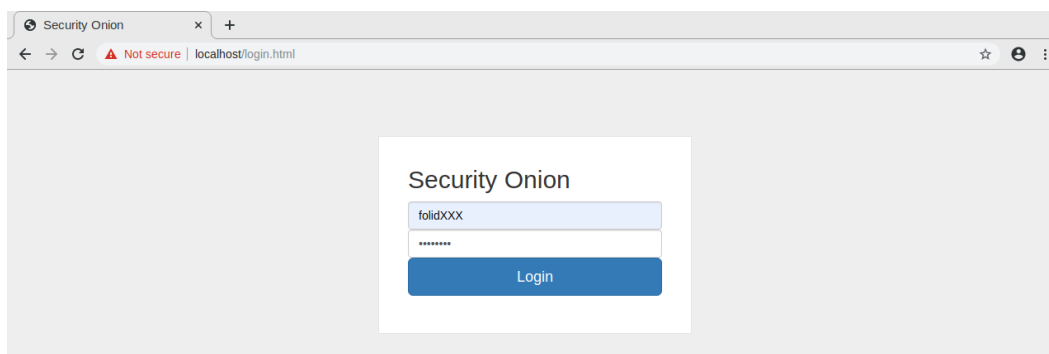 Security Onion
Not secure | localhost/login.html
Security Onion
folidXXX
••••••••
Login